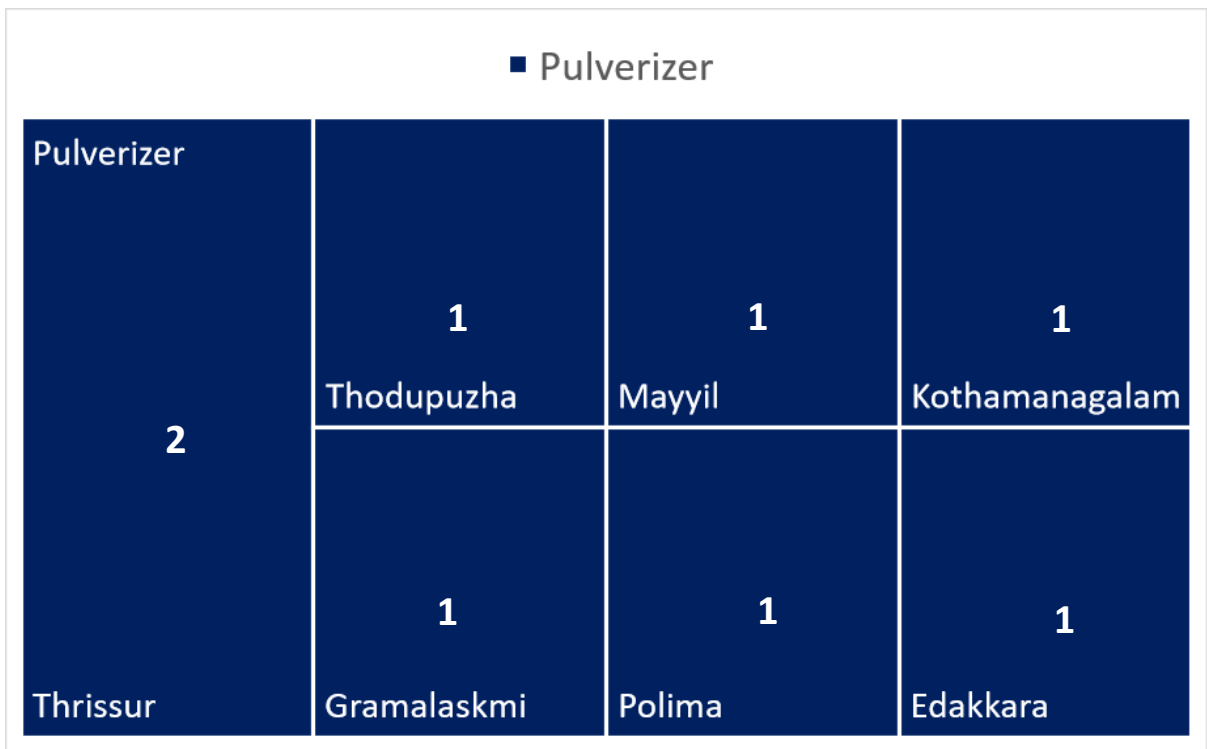 Pulverizer
Pulverizer
1
1
1
Thodupuzha
Mayyil
Kothamanagalam
2
1
1
1
Thrissur
Gramalaskmi
Polima
Edakkara